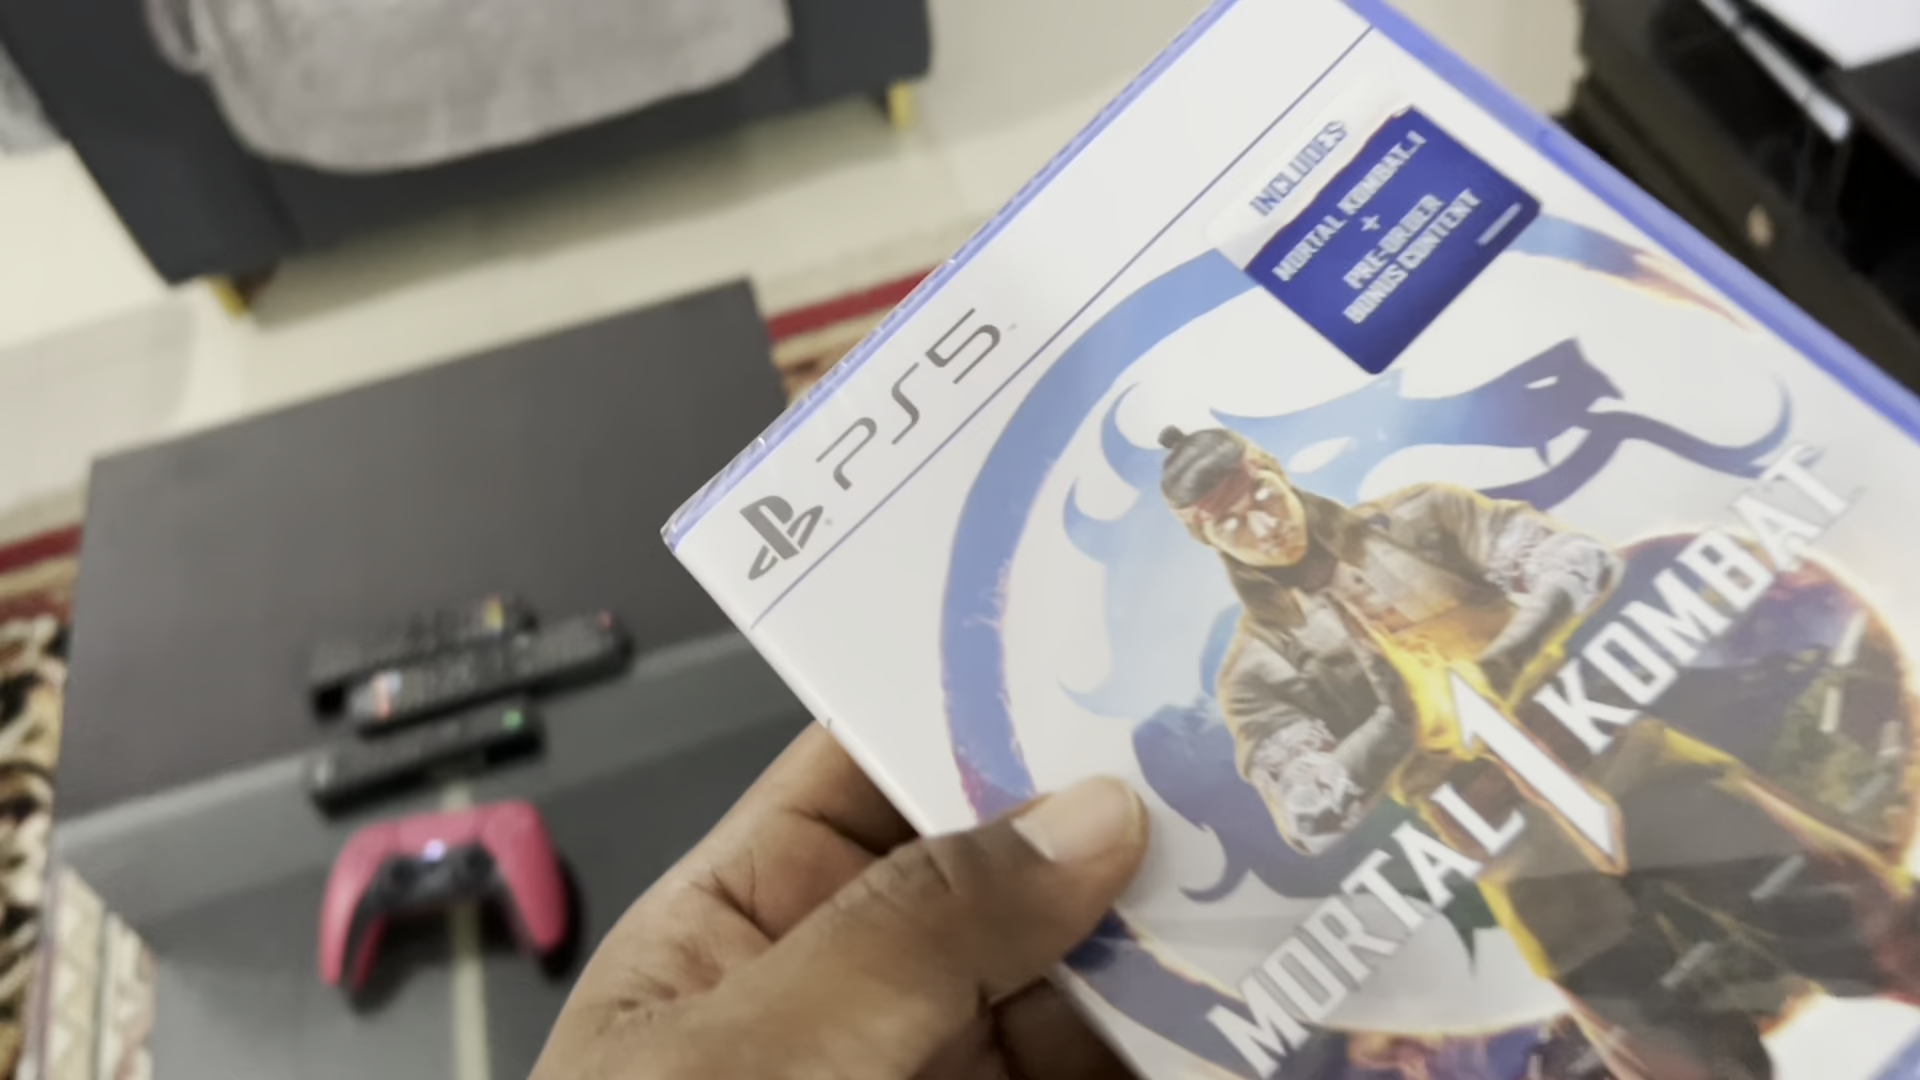 PS5
INCLUDES
MORTAL KOMBAT 1
+
PRE-ORDER
BONUS CONTENT
MORTAL KOMBAT
1